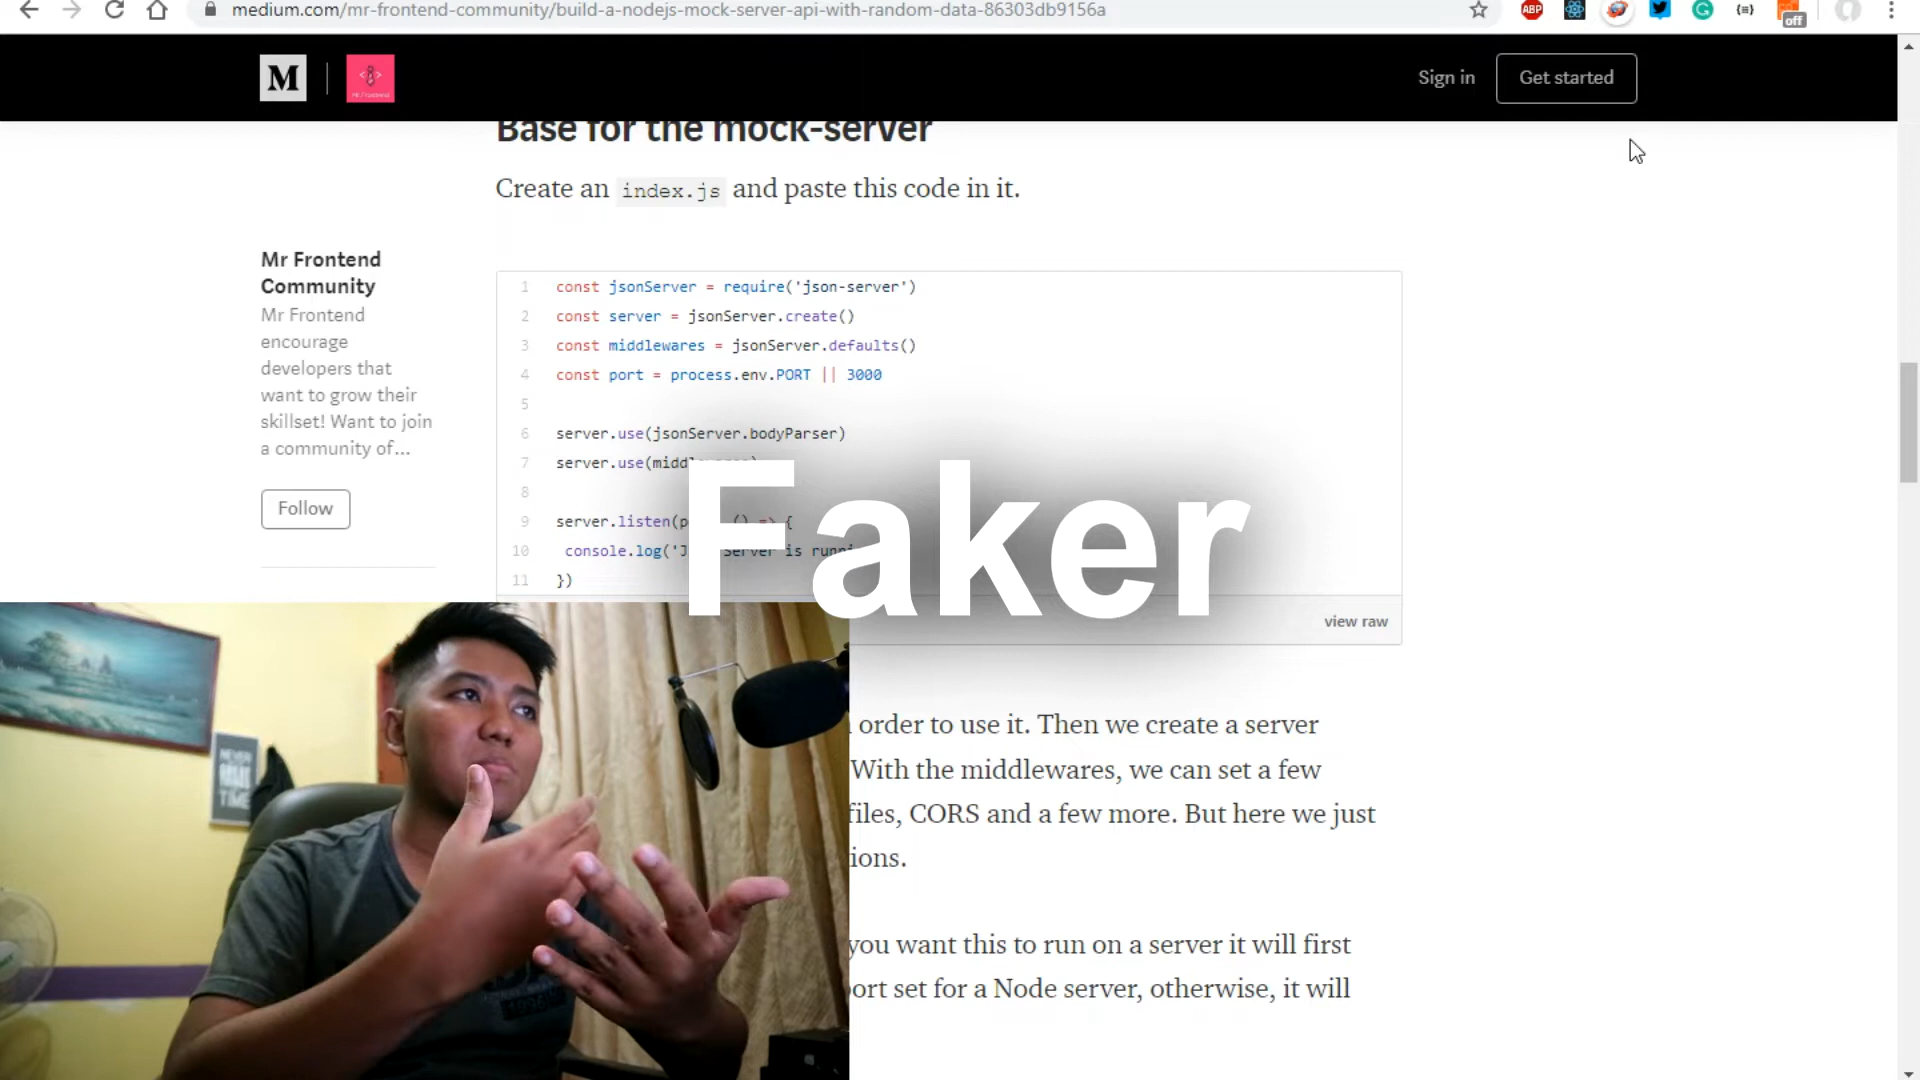 medium.com/mr-frontend-community/build-a-nodejs-mock-server-api-with-random-data-86303db9156a
ABP
off
M
Sign in
Get started
Base for the mock-server
Create an index.js and paste this code in it.
Mr Frontend
Community
Mr Frontend
encourage
developers that
want to grow their
skillset! Want to join
a community of...
Follow
1 const jsonServer = require('json-server')
2 const server = jsonServer.create()
3 const middlewares = jsonServer.defaults()
4 const port = process.env.PORT || 3000
5
6 server.use(jsonServer.bodyParser)
7 server.use(midd
8
9 server.listen(p () => {
10 console.log('J Server is runni
11 })
Faker
view raw
order to use it. Then we create a server
With the middlewares, we can set a few
files, CORS and a few more. But here we just
ions.
you want this to run on a server it will first
ort set for a Node server, otherwise, it will
NEVER
TIME